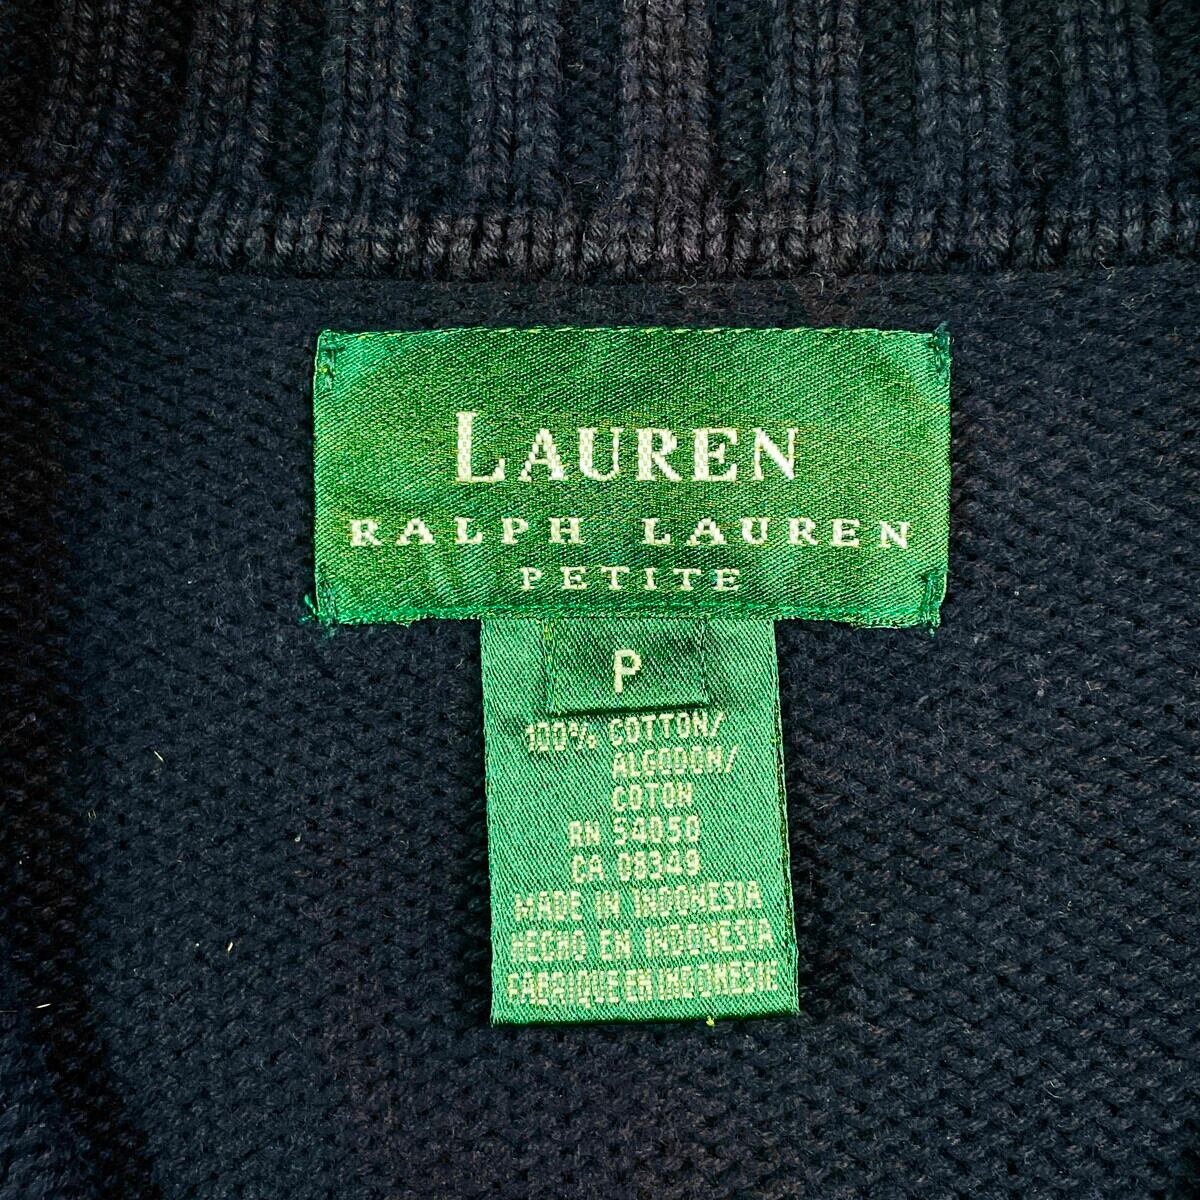 LAUREN
RALPH LAUREN
PETITE
P
100% COTTON/
ALGODON/
COTON
RN 54050
CA 08349
MADE IN INDONESIA
HECHO EN INDONESIA
FABRIQUE EN INDONESIE